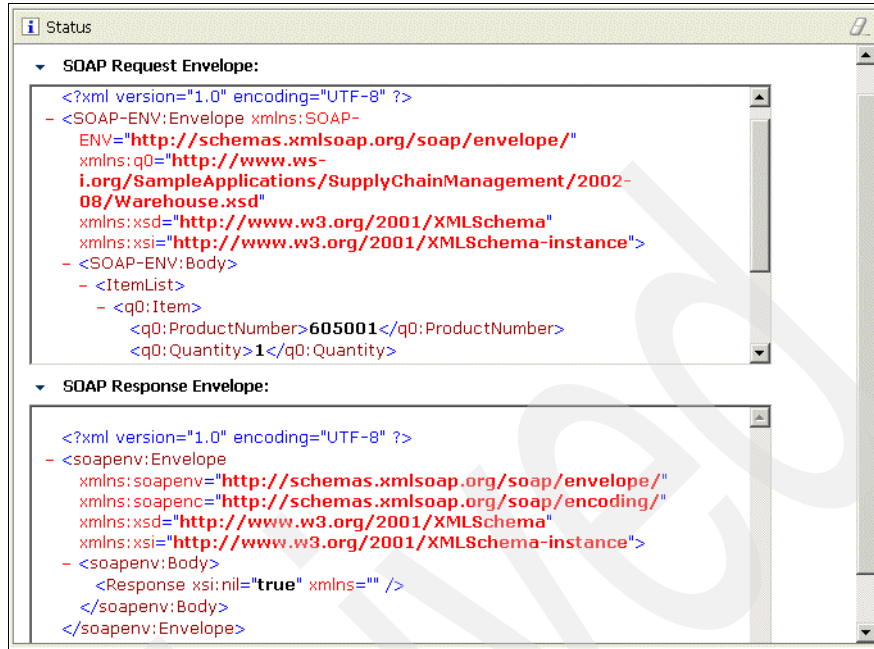 Status
SOAP Request Envelope:
<?xml version="1.0" encoding="UTF-8" ?>
- <SOAP-ENV:Envelope xmlns:SOAP-
ENV="http://schemas.xmlsoap.org/soap/envelope/"
xmlns:q0="http://www.ws-
i.org/SampleApplications/SupplyChainManagement/2002-
08/Warehouse.xsd"
xmlns:xsd="http://www.w3.org/2001/XMLSchema"
xmlns:xsi="http://www.w3.org/2001/XMLSchema-instance">
- <SOAP-ENV:Body>
- <ItemList>
- <q0:Item>
<q0:ProductNumber>605001</q0:ProductNumber>
<q0:Quantity>1</q0:Quantity>
SOAP Response Envelope:
<?xml version="1.0" encoding="UTF-8" ?>
- <soapenv:Envelope
xmlns:soapenv="http://schemas.xmlsoap.org/soap/envelope/"
xmlns:soapenc="http://schemas.xmlsoap.org/soap/encoding/"
xmlns:xsd="http://www.w3.org/2001/XMLSchema"
xmlns:xsi="http://www.w3.org/2001/XMLSchema-instance">
- <soapenv:Body>
<Response xsi:nil="true" xmlns="" />
</soapenv:Body>
</soapenv:Envelope>